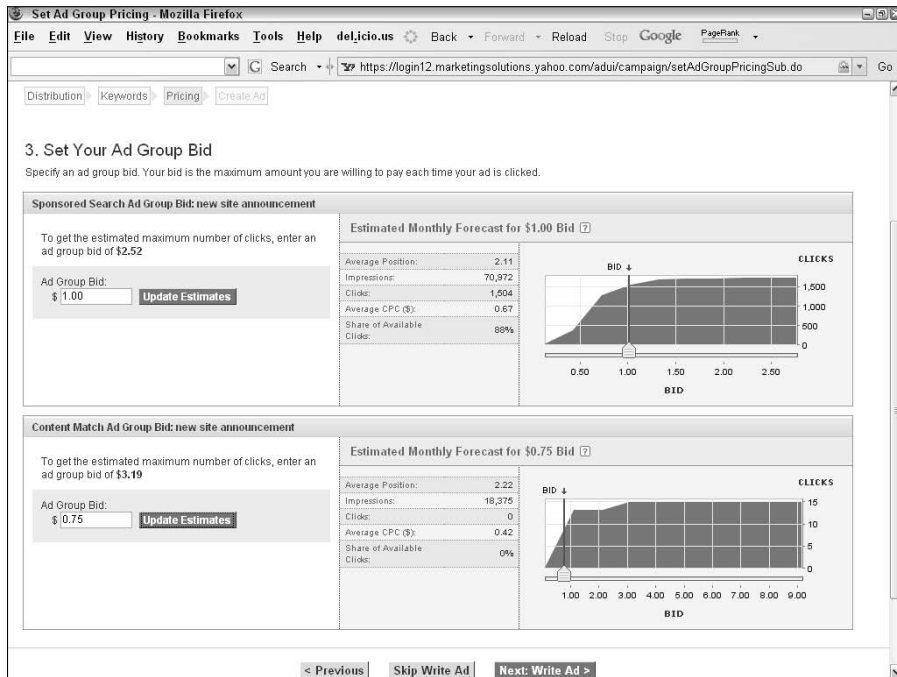 Set Ad Group Pricing - Mozilla Firefox
File Edit View History Bookmarks Tools Help del.icio.us Back Forward Reload Stop Google PageRank
G Search Y? https://login12.marketingsolutions.yahoo.com/adui/campaign/setAdGroupPricingSub.do Go
Distribution Keywords Pricing Create Ad
3. Set Your Ad Group Bid
Specify an ad group bid. Your bid is the maximum amount you are willing to pay each time your ad is clicked.
Sponsored Search Ad Group Bid: new site announcement
To get the estimated maximum number of clicks, enter an
ad group bid of $2.52
Ad Group Bid:
$ 1.00 Update Estimates
Estimated Monthly Forecast for $1.00 Bid ?
Average Position: 2.11
Impressions: 70,972
Clicks: 1,504
Average CPC ($): 0.67
Share of Available
Clicks: 88%
BID ↓
CLICKS
1,500
1,000
500
0
0.50 1.00 1.50 2.00 2.50
BID
Content Match Ad Group Bid: new site announcement
To get the estimated maximum number of clicks, enter an
ad group bid of $3.19
Ad Group Bid:
$ 0.75 Update Estimates
Estimated Monthly Forecast for $0.75 Bid ?
Average Position: 2.22
Impressions: 18,375
Clicks: 0
Average CPC ($): 0.42
Share of Available
Clicks: 0%
BID ↓
CLICKS
15
10
5
0
1.00 2.00 3.00 4.00 5.00 6.00 7.00 8.00 9.00
BID
< Previous Skip Write Ad Next: Write Ad >